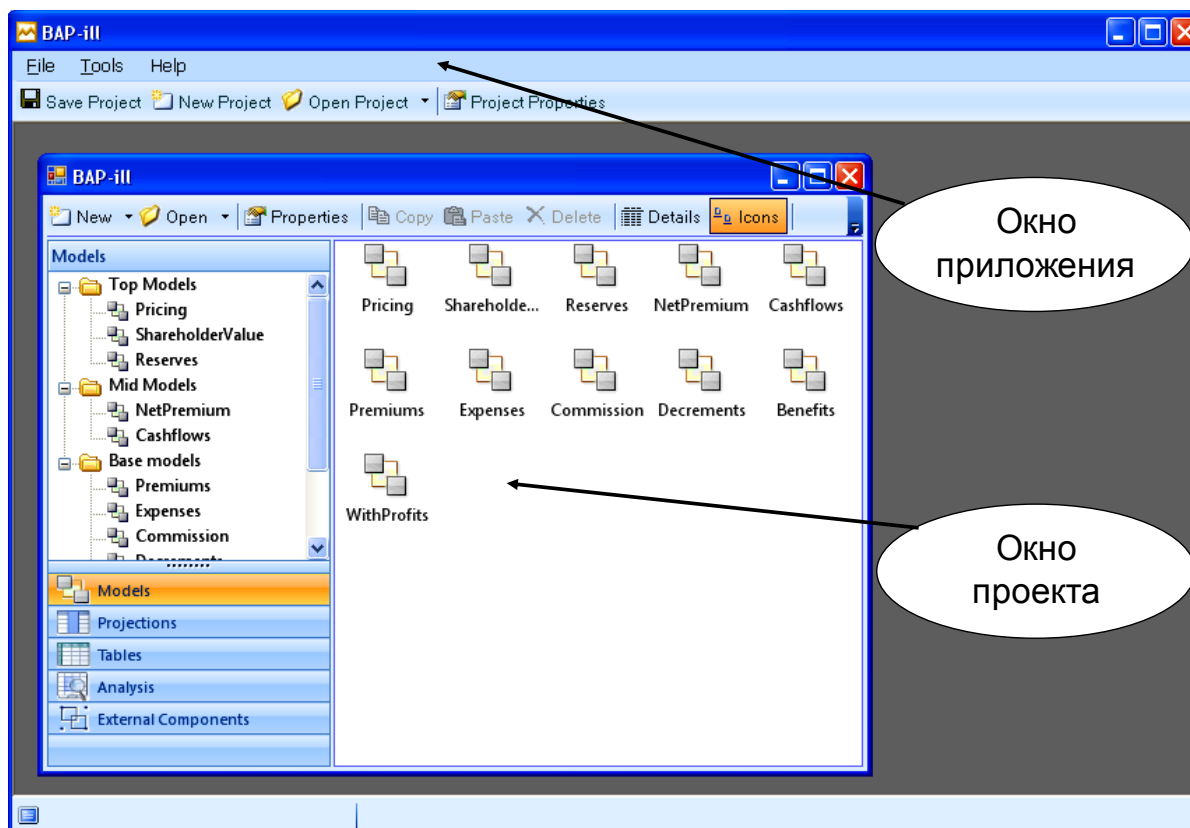 BAP-ill
File Tools Help
Save Project New Project Open Project Project Properties
BAP-ill
New Open Properties Copy Paste Delete Details Icons
Models
Top Models
Pricing
ShareholderValue
Reserves
Mid Models
NetPremium
Cashflows
Base models
Premiums
Expenses
Commission
Decrements
Models
Projections
Tables
Analysis
External Components
Pricing Shareholde... Reserves NetPremium Cashflows
Premiums Expenses Commission Decrements Benefits
WithProfits
Окно
приложения
Окно
проекта